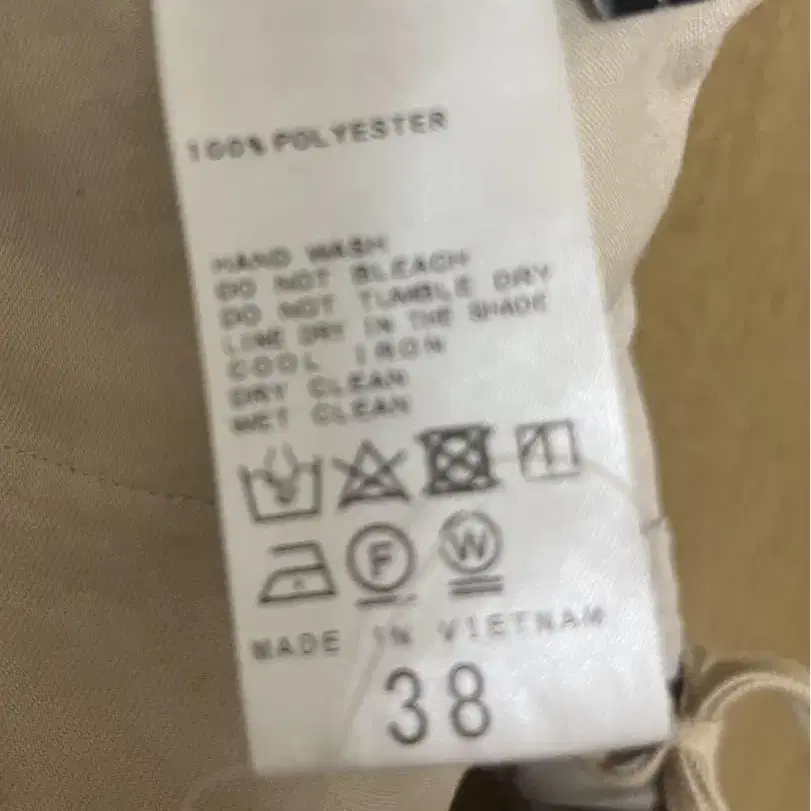 100% POLYESTER
HAND WASH
DO NOT BLEACH
DO NOT TUMBLE DRY
LINE DRY IN THE SHADE
COOL IRON
DRY CLEAN
WET CLEAN
F W
MADE IN VIETNAM
38